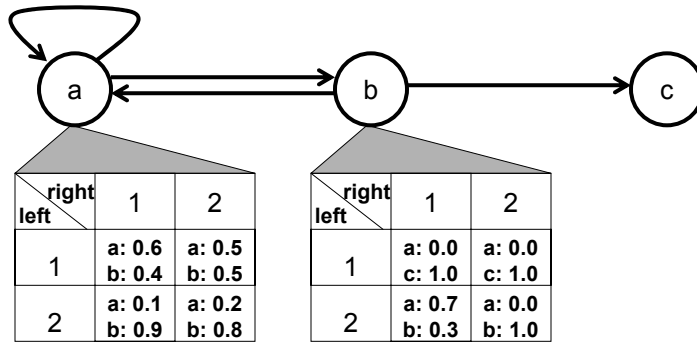 a b c
right 1 2
left
1 a: 0.6 a: 0.5
b: 0.4 b: 0.5
2 a: 0.1 a: 0.2
b: 0.9 b: 0.8
right 1 2
left
1 a: 0.0 a: 0.0
c: 1.0 c: 1.0
2 a: 0.7 a: 0.0
b: 0.3 b: 1.0